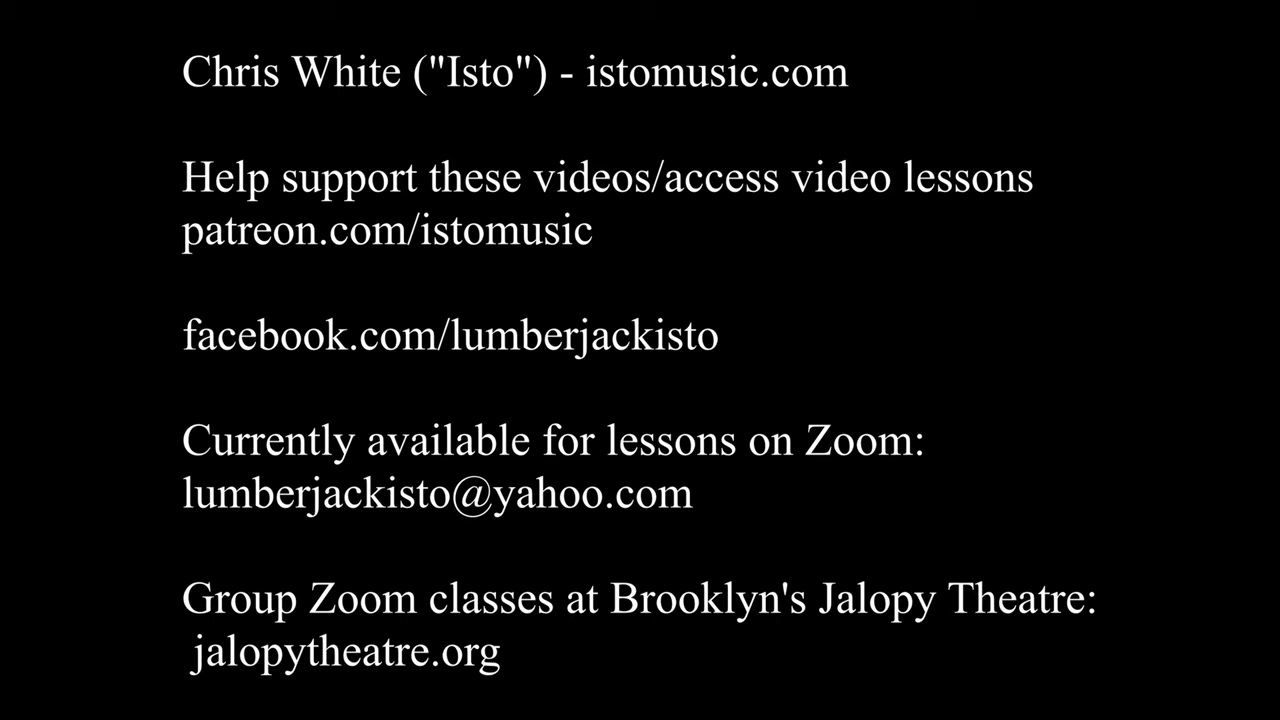 Chris White ("Isto") - istomusic.com
Help support these videos/access video lessons
patreon.com/istomusic
facebook.com/lumberjackisto
Currently available for lessons on Zoom:
lumberjackisto@yahoo.com
Group Zoom classes at Brooklyn's Jalopy Theatre:
jalopytheatre.org